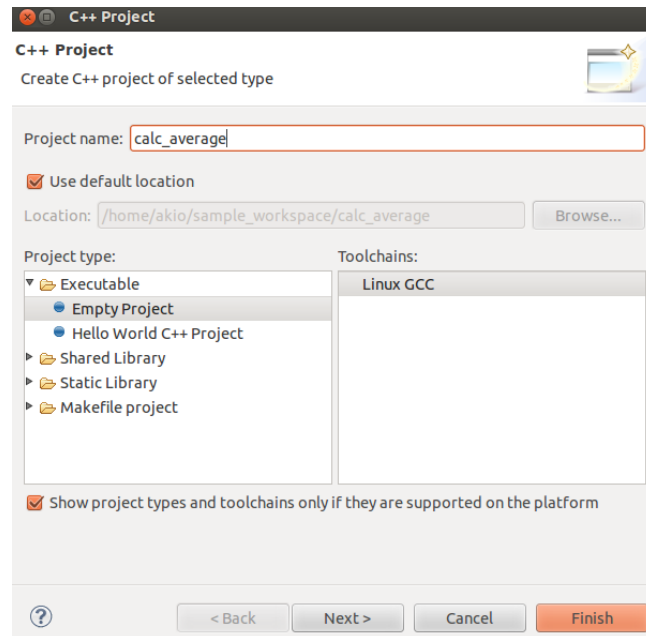 C++ Project
C++ Project
Create C++ project of selected type
Project name: calc_average
Use default location
Location: /home/akio/sample_workspace/calc_average Browse...
Project type: Toolchains:
Executable Linux GCC
Empty Project
Hello World C++ Project
Shared Library
Static Library
Makefile project
Show project types and toolchains only if they are supported on the platform
? < Back Next > Cancel Finish